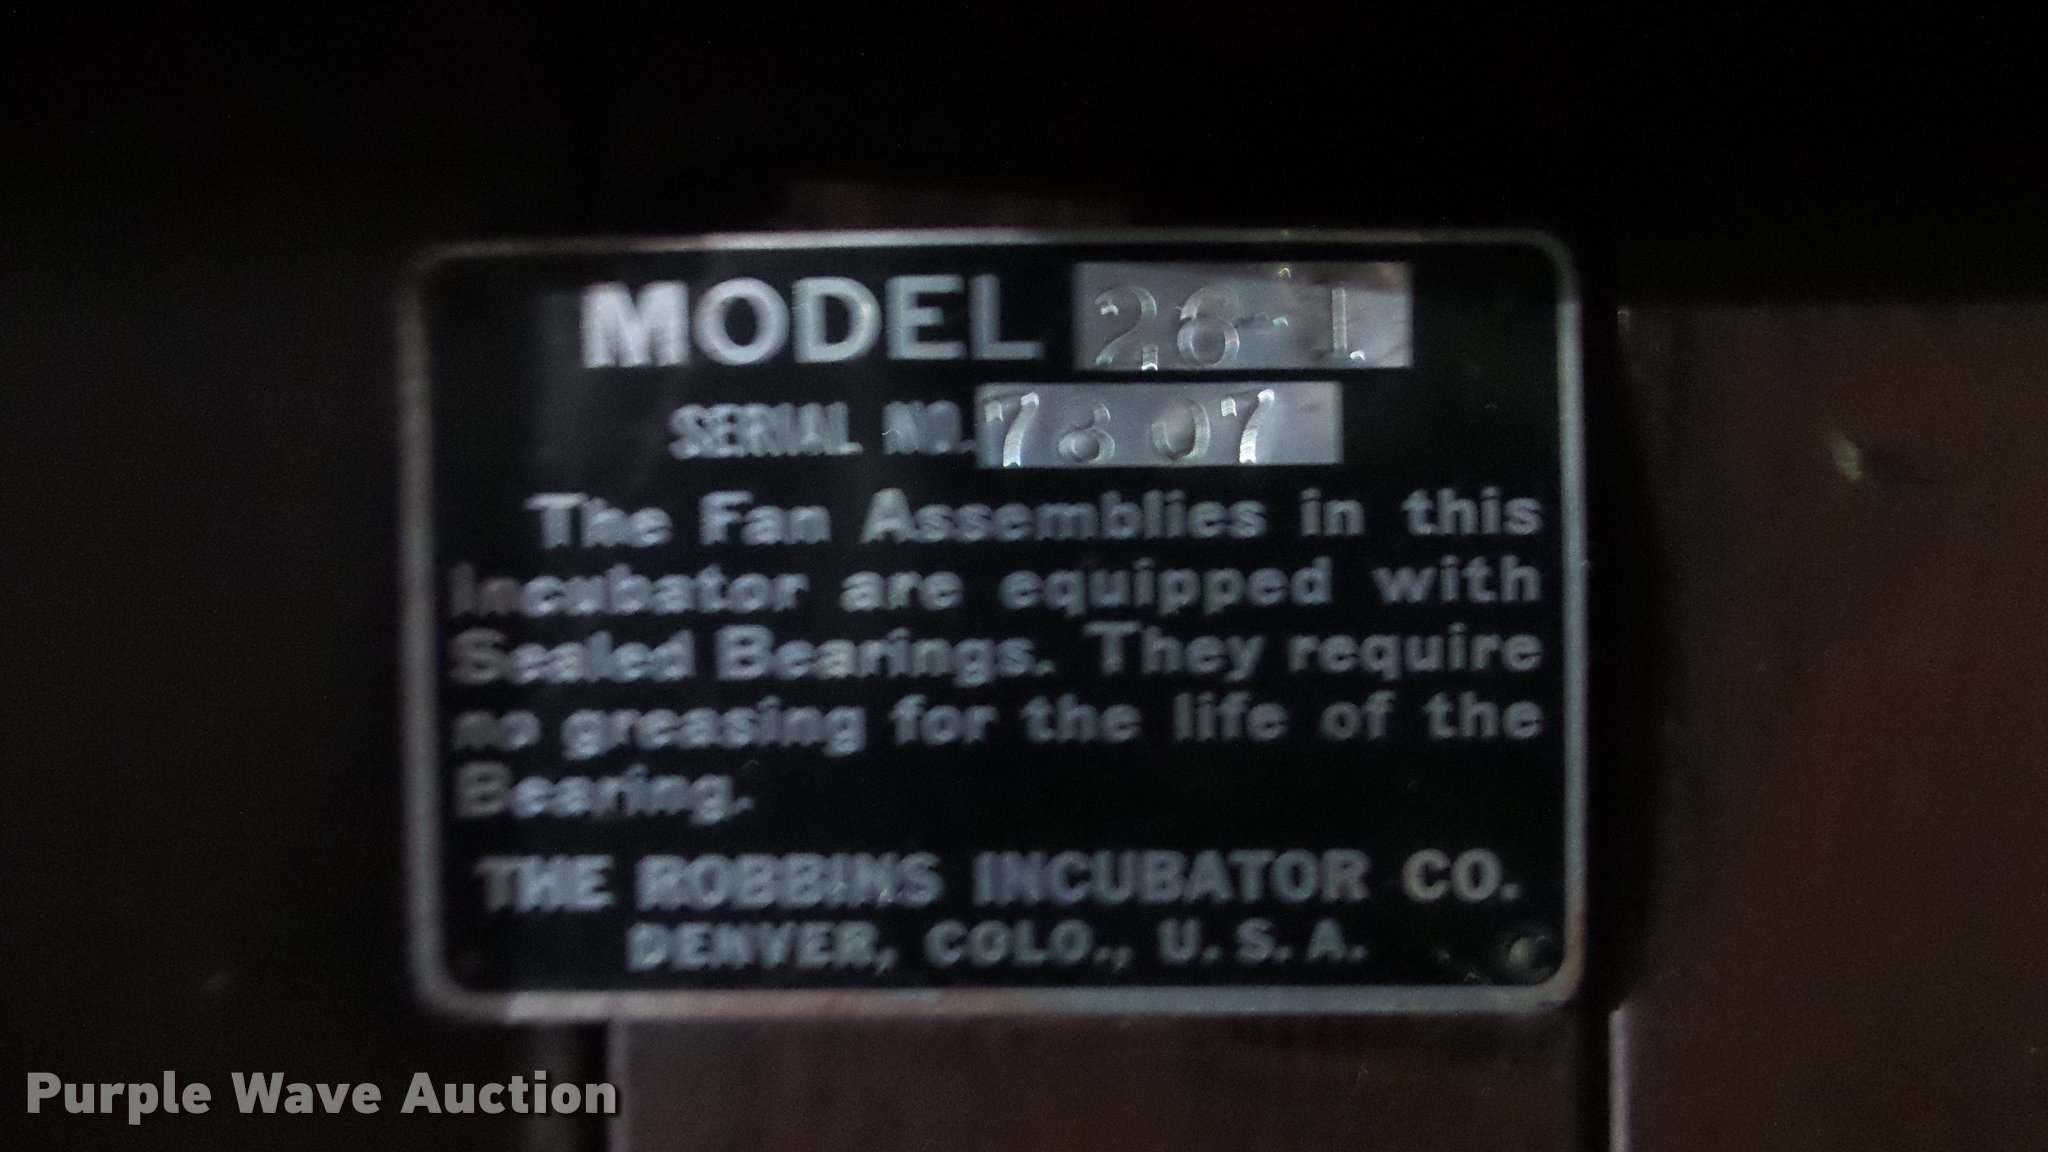 MODEL 26-1
SERIAL NO. 7807
The Fan Assemblies in this
Incubator are equipped with
Sealed Bearings. They require
no greasing for the life of the
Bearing.
THE ROBBINS INCUBATOR CO.
DENVER, COLO., U.S.A.
Purple Wave Auction